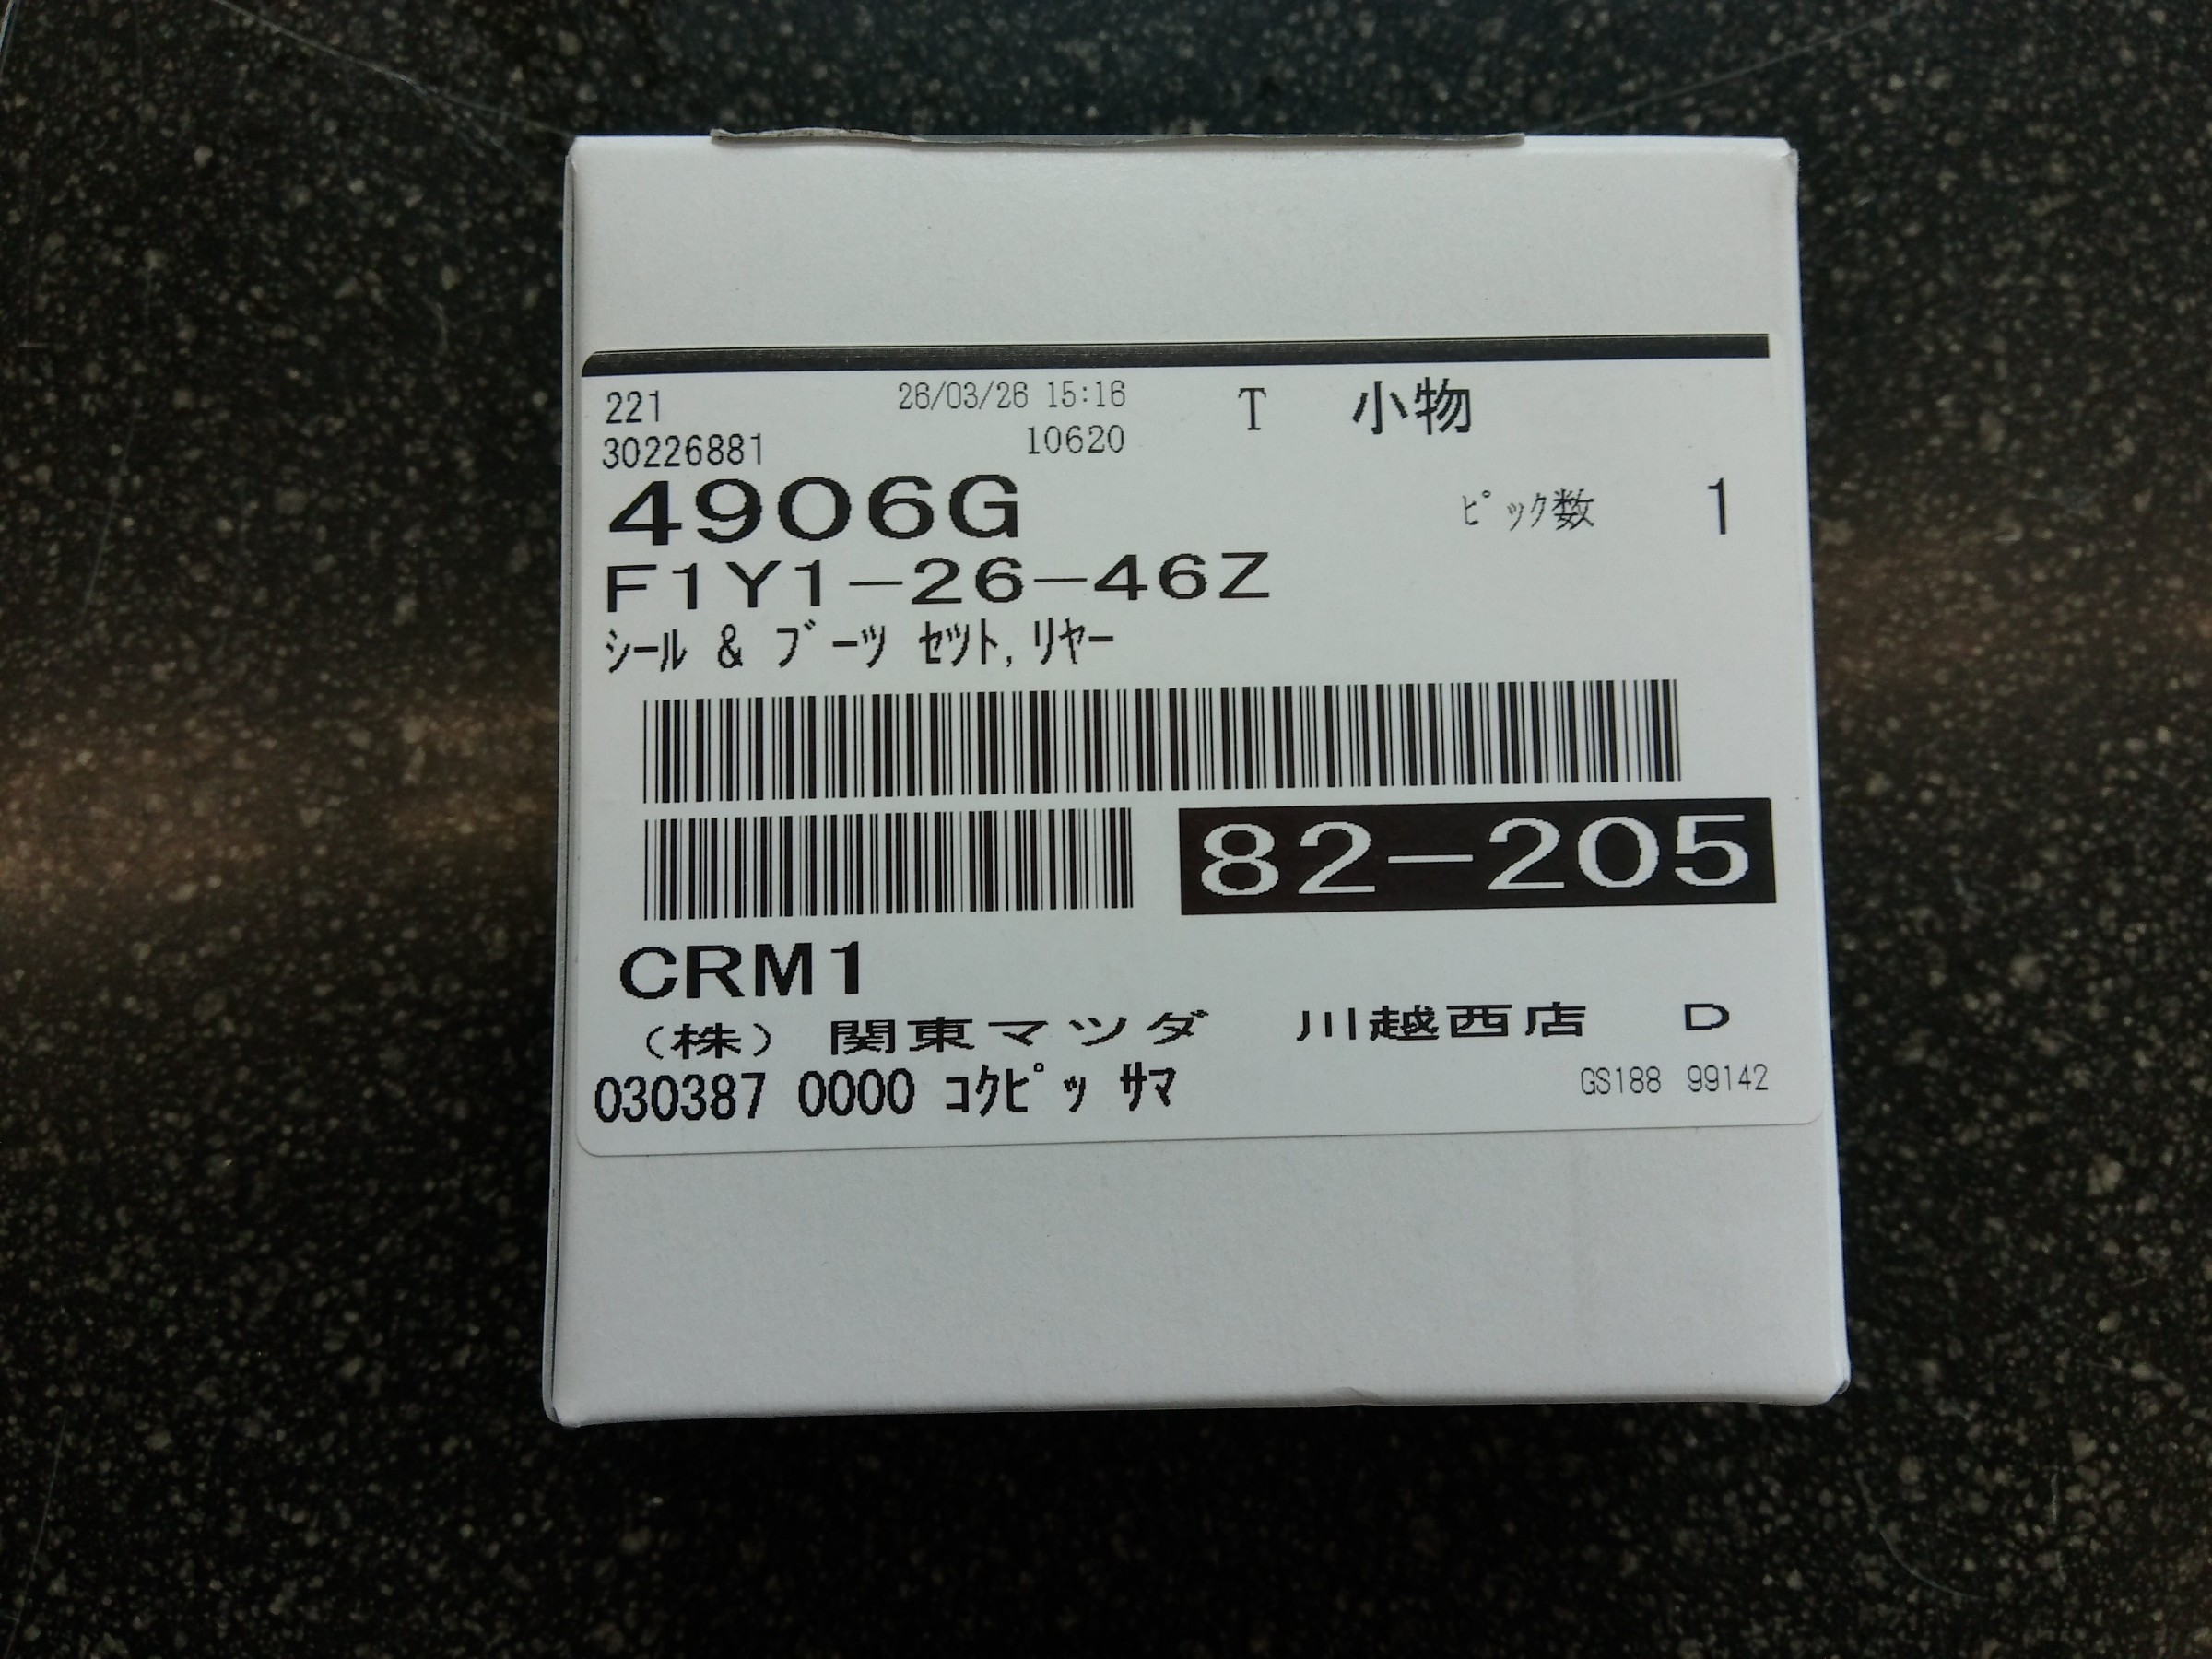 221 26/03/26 15:16 T 小物
30226881 10620
4906G ﾋﾟｯｸ数 1
F1Y1-26-46Z
ｼｰﾙ & ﾌﾞｰﾂ ｾﾂﾄ,ﾘﾔｰ
82-205
CRM1
(株) 関東マツダ 川越西店 D
030387 0000 ｺｸﾋﾟｯ ｻﾏ GS188 99142